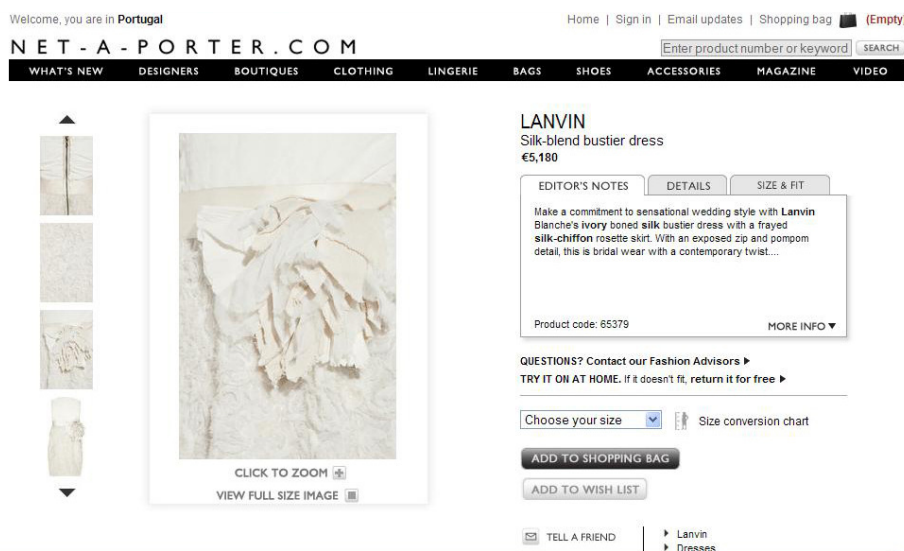 Welcome, you are in Portugal
Home | Sign in | Email updates | Shopping bag (Empty)
NET-A-PORTER.COM
Enter product number or keyword SEARCH
WHAT'S NEW DESIGNERS BOUTIQUES CLOTHING LINGERIE BAGS SHOES ACCESSORIES MAGAZINE VIDEO
LANVIN
Silk-blend bustier dress
€5,180
EDITOR'S NOTES DETAILS SIZE & FIT
Make a commitment to sensational wedding style with Lanvin
Blanche's ivory boned silk bustier dress with a frayed
silk-chiffon rosette skirt. With an exposed zip and pompom
detail, this is bridal wear with a contemporary twist....
Product code: 65379 MORE INFO
QUESTIONS? Contact our Fashion Advisors
TRY IT ON AT HOME. If it doesn't fit, return it for free
Choose your size Size conversion chart
ADD TO SHOPPING BAG
ADD TO WISH LIST
CLICK TO ZOOM
VIEW FULL SIZE IMAGE
TELL A FRIEND
Lanvin
Dresses